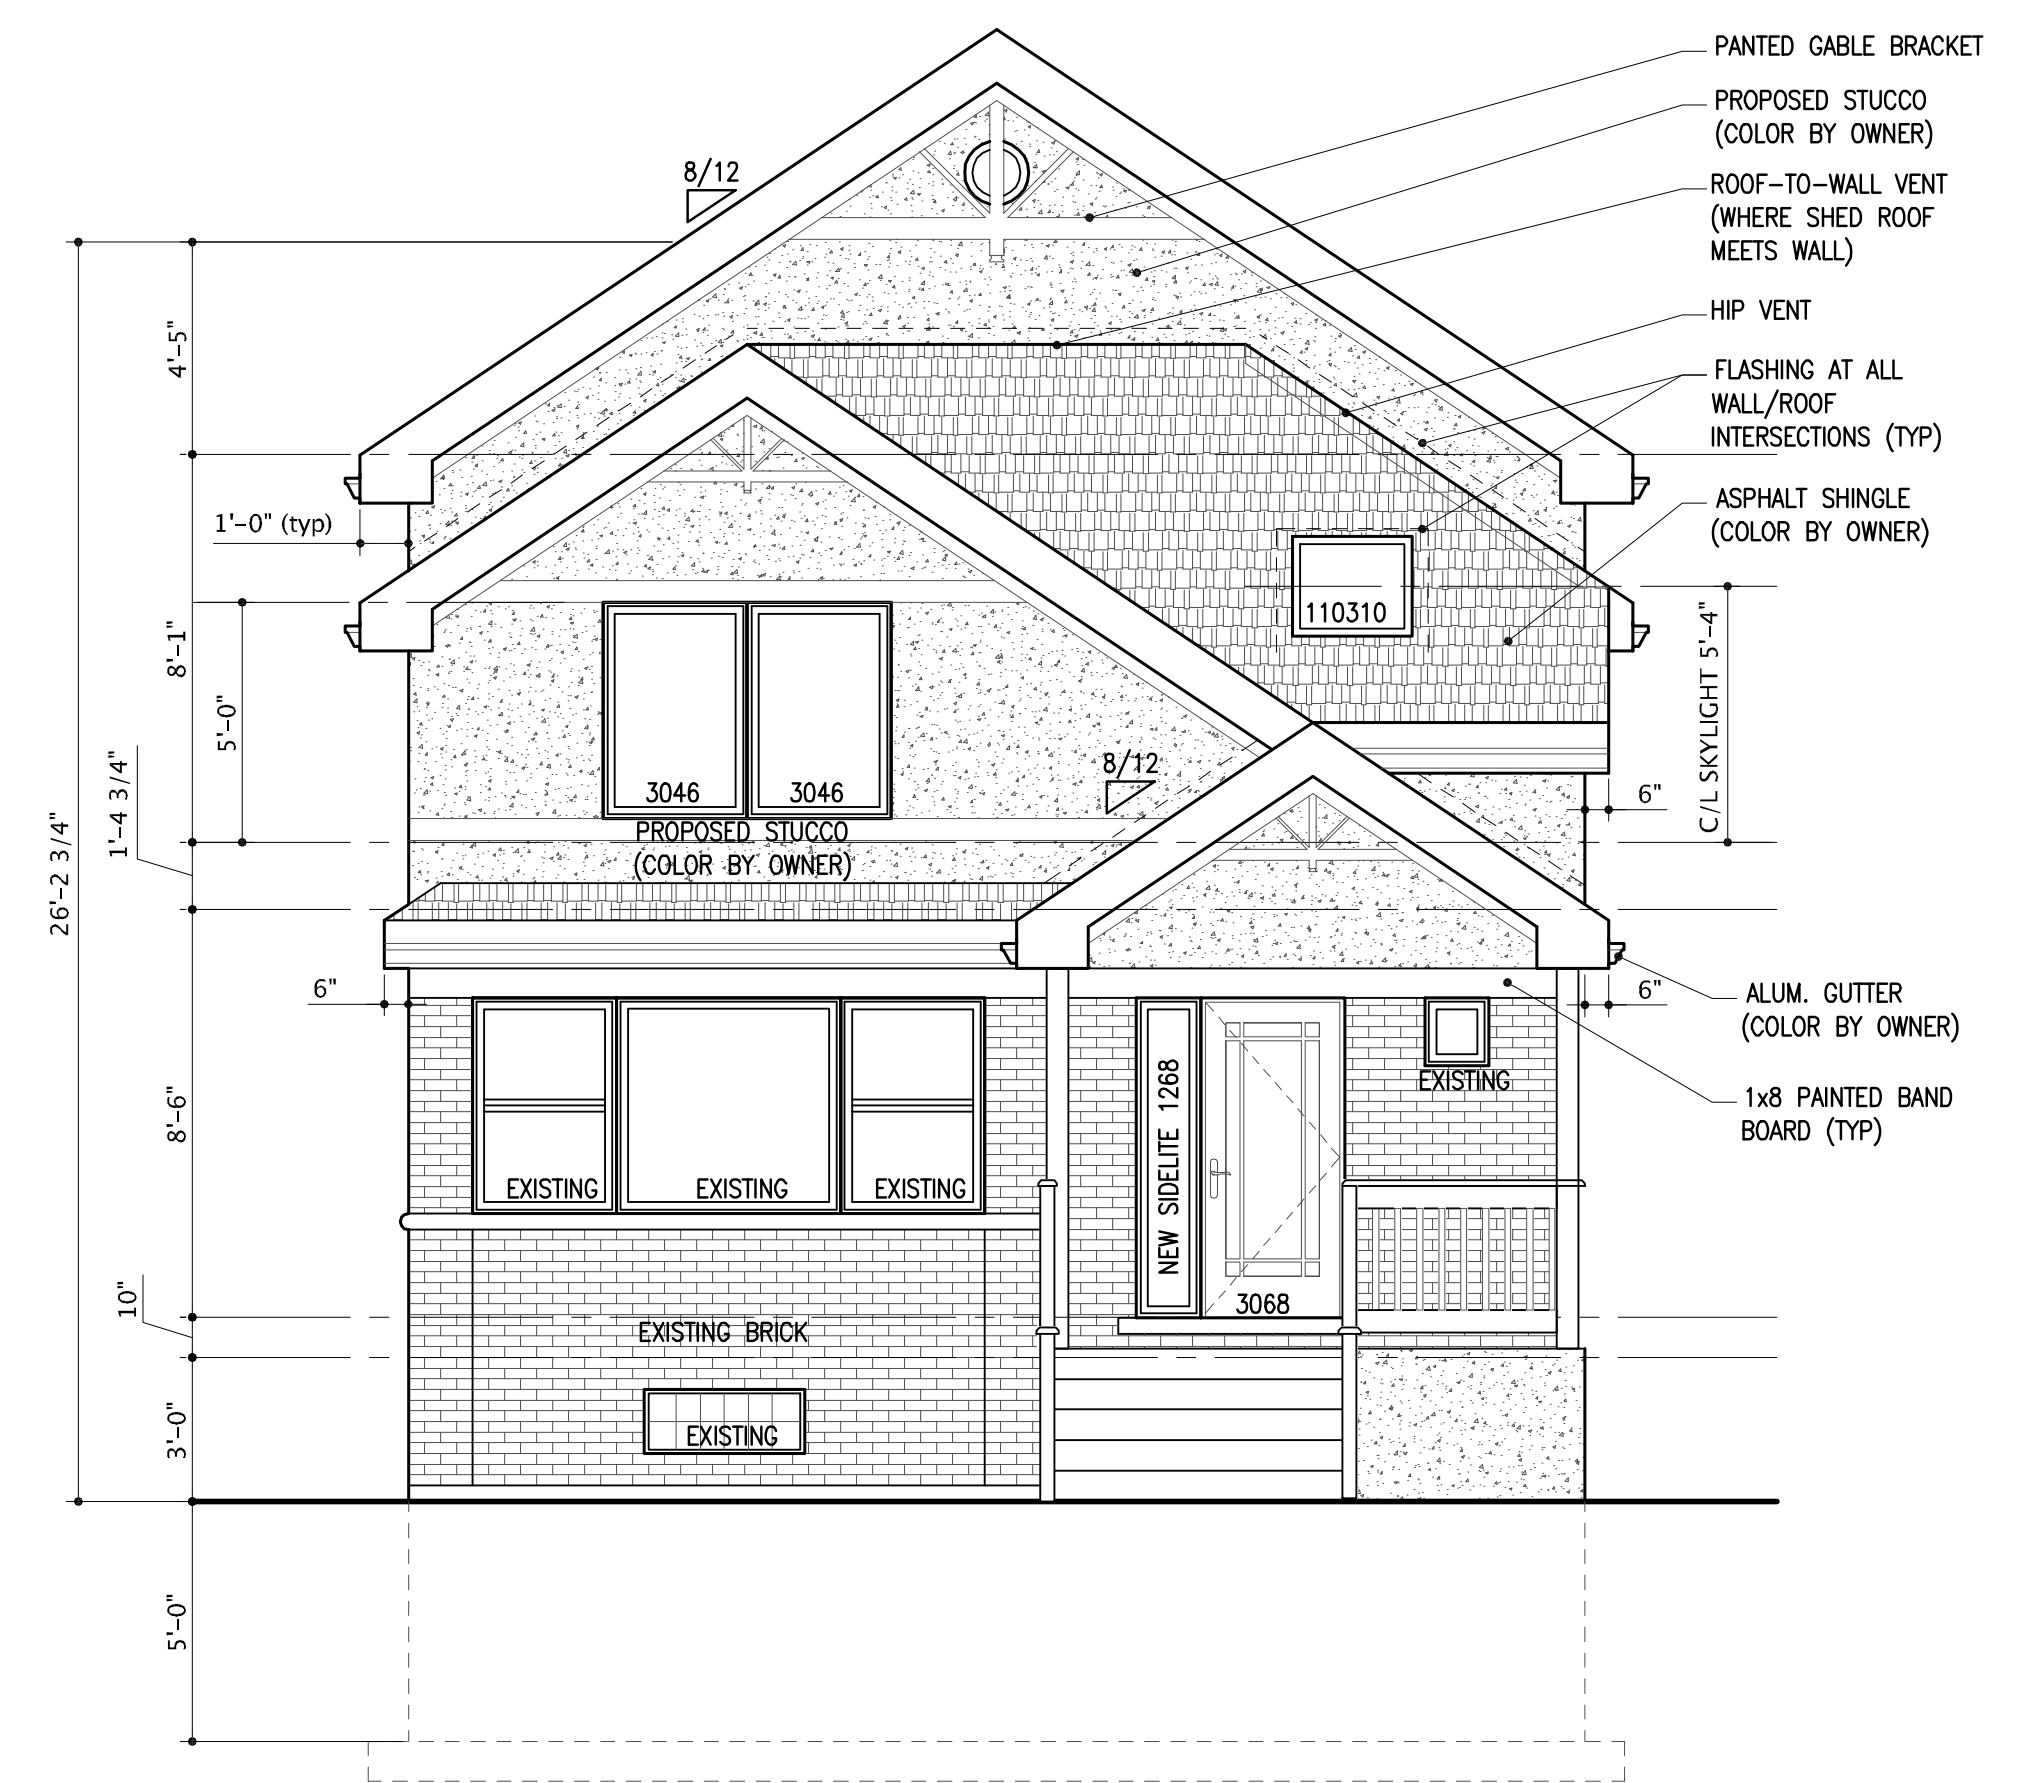 PANTED GABLE BRACKET
PROPOSED STUCCO
(COLOR BY OWNER)
8/12
ROOF-TO-WALL VENT
(WHERE SHED ROOF
MEETS WALL)
HIP VENT
4'-5"
FLASHING AT ALL
WALL/ROOF
INTERSECTIONS (TYP)
ASPHALT SHINGLE
(COLOR BY OWNER)
1'-0" (typ)
110310
8'-1"
5'-0"
C/L SKYLIGHT 5'-4"
8/12
3046
3046
6"
1'-4 3/4"
26'-2 3/4"
PROPOSED STUCCO
(COLOR BY OWNER)
6"
6"
ALUM. GUTTER
(COLOR BY OWNER)
EXISTING
1x8 PAINTED BAND
BOARD (TYP)
8'-6"
NEW SIDELITE 1268
EXISTING
EXISTING
EXISTING
10"
3068
EXISTING BRICK
3'-0"
EXISTING
5'-0"